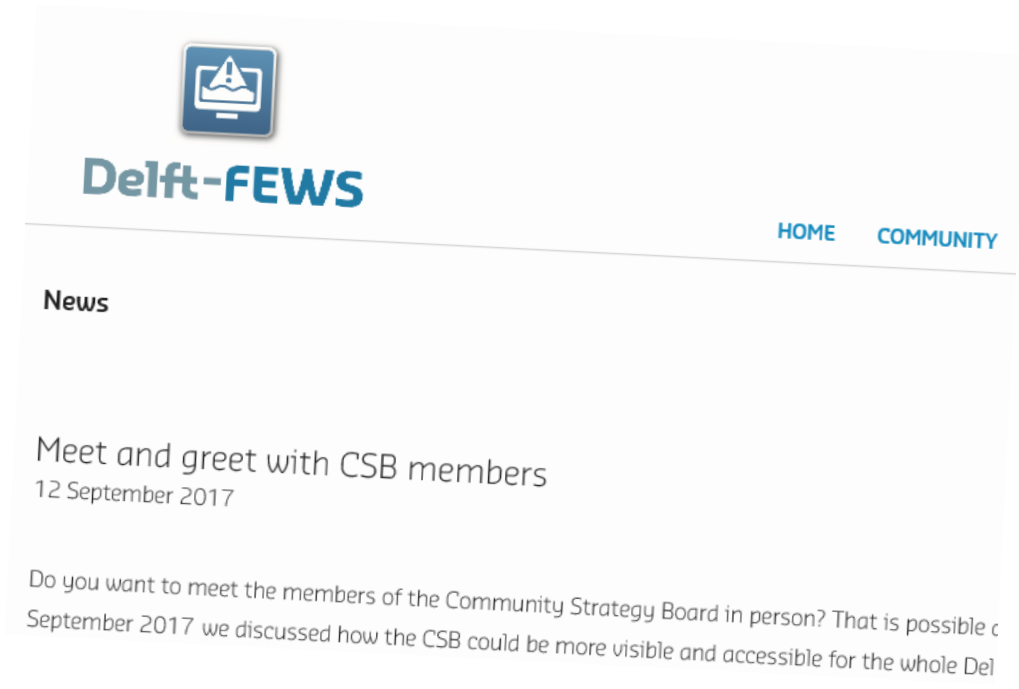 Delft-FEWS
HOME COMMUNITY
News
Meet and greet with CSB members
12 September 2017
Do you want to meet the members of the Community Strategy Board in person? That is possible
September 2017 we discussed how the CSB could be more visible and accessible for the whole Del